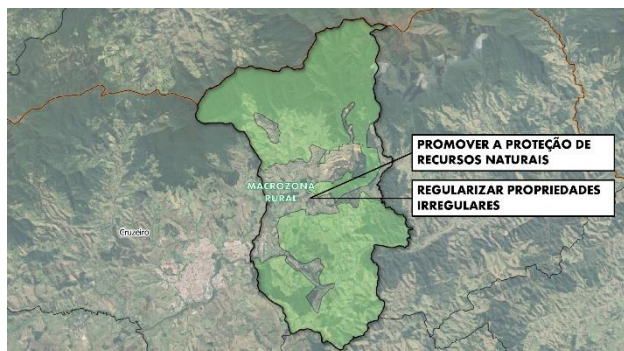 PROMOVER A PROTEÇÃO DE
RECURSOS NATURAIS
MACROZONA
RURAL
REGULARIZAR PROPRIEDADES
IRREGULARES
Cruzeiro